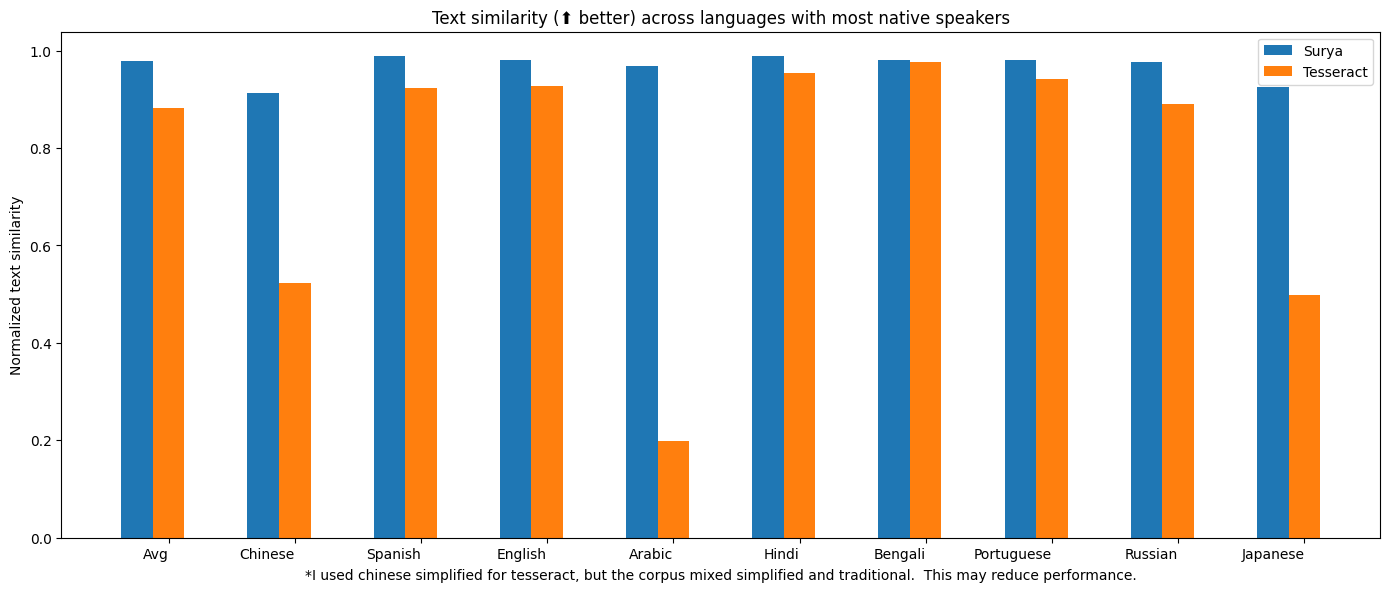 Text similarity (⬆ better) across languages with most native speakers
Surya
Tesseract
Normalized text similarity
1.0
0.8
0.6
0.4
0.2
0.0
Avg Chinese Spanish English Arabic Hindi Bengali Portuguese Russian Japanese
*I used chinese simplified for tesseract, but the corpus mixed simplified and traditional.  This may reduce performance.